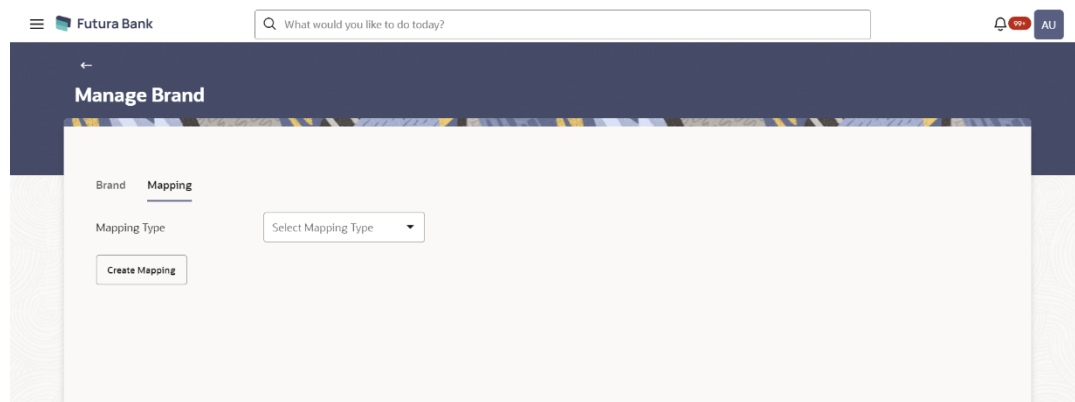 Futura Bank
What would you like to do today?
99+
AU
Manage Brand
Brand Mapping
Mapping Type
Select Mapping Type
Create Mapping